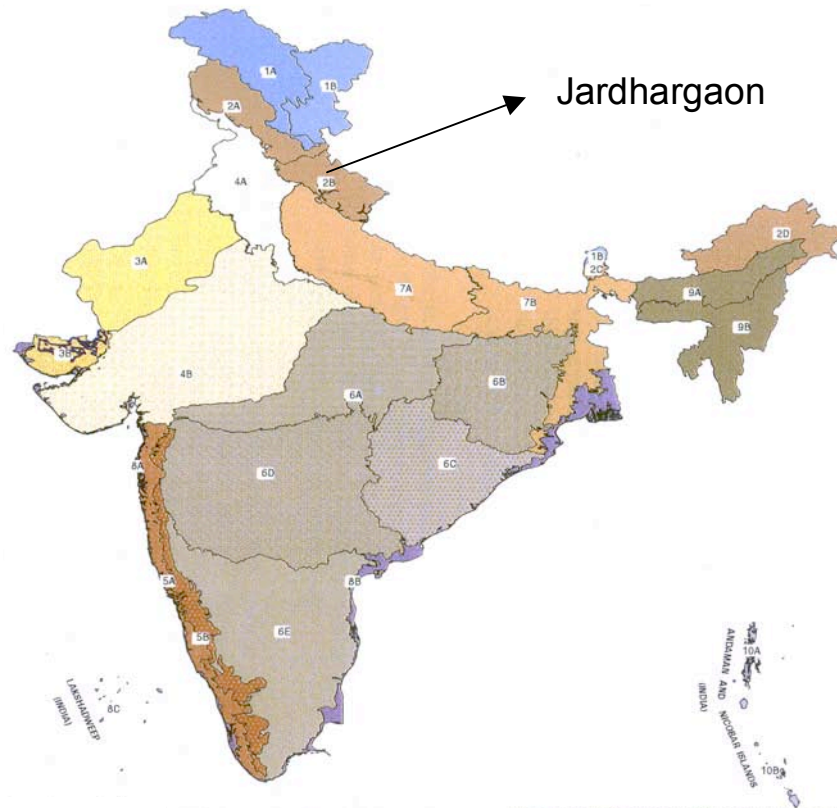 1A
1B
Jardhargaon
2A
2B
4A
2D
1B
2C
3A
9A
7A
7B
9B
3B
4B
6A
6B
6C
8A
6D
5A
8B
5B
6E
10A
ANDAMAN AND NICOBAR ISLANDS
(INDIA)
LAKSHADWEEP
(INDIA)
8C
10B